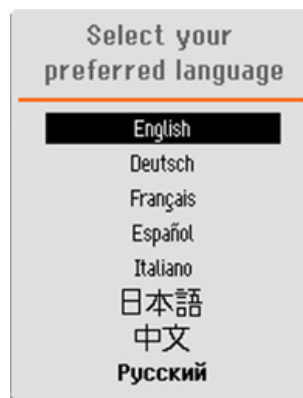 Select your
preferred language
English
Deutsch
Français
Español
Italiano
日本語
中文
Русский